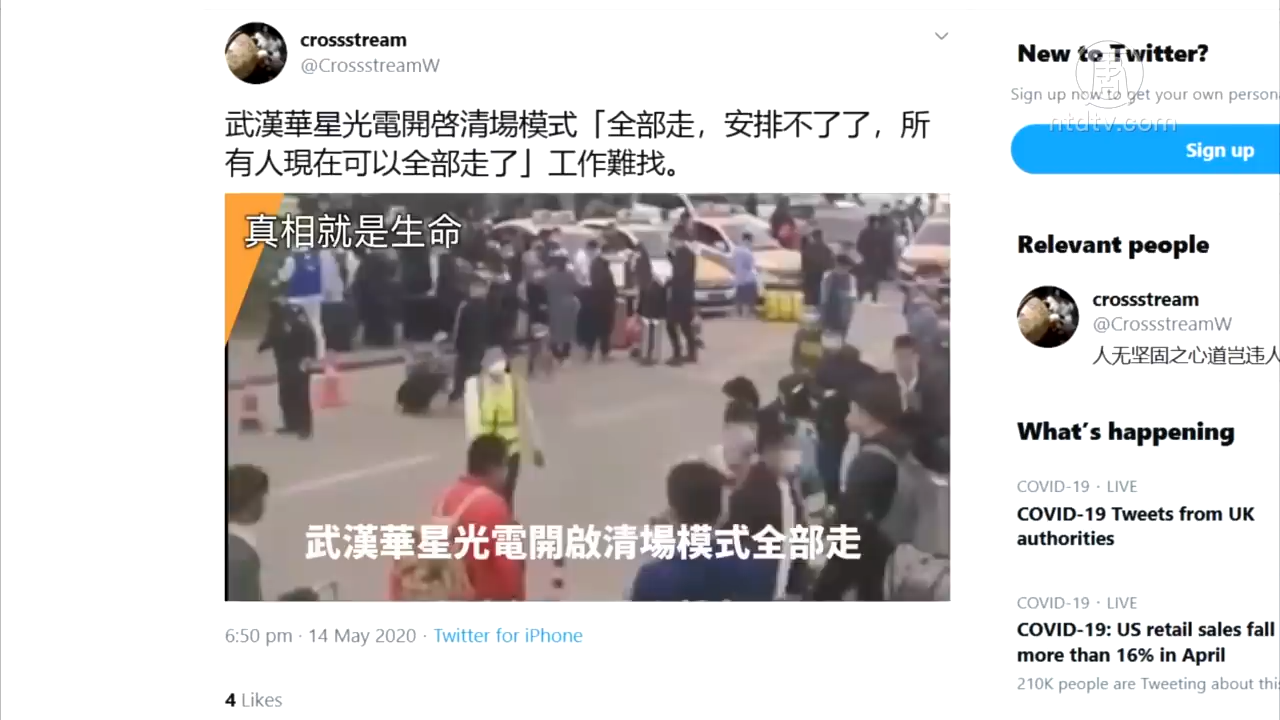 crossstream
@CrossstreamW
武漢華星光電開啓清場模式「全部走，安排不了了，所
有人現在可以全部走了」工作難找。
真相就是生命
武漢華星光電開啟清場模式全部走
6:50 pm · 14 May 2020 · Twitter for iPhone
4 Likes
New to Twitter?
Sign up now to get your own person
ntdtv.com
Sign up
Relevant people
crossstream
@CrossstreamW
人无坚固之心道岂违人
What's happening
COVID-19 · LIVE
COVID-19 Tweets from UK
authorities
COVID-19 · LIVE
COVID-19: US retail sales fall
more than 16% in April
210K people are Tweeting about this